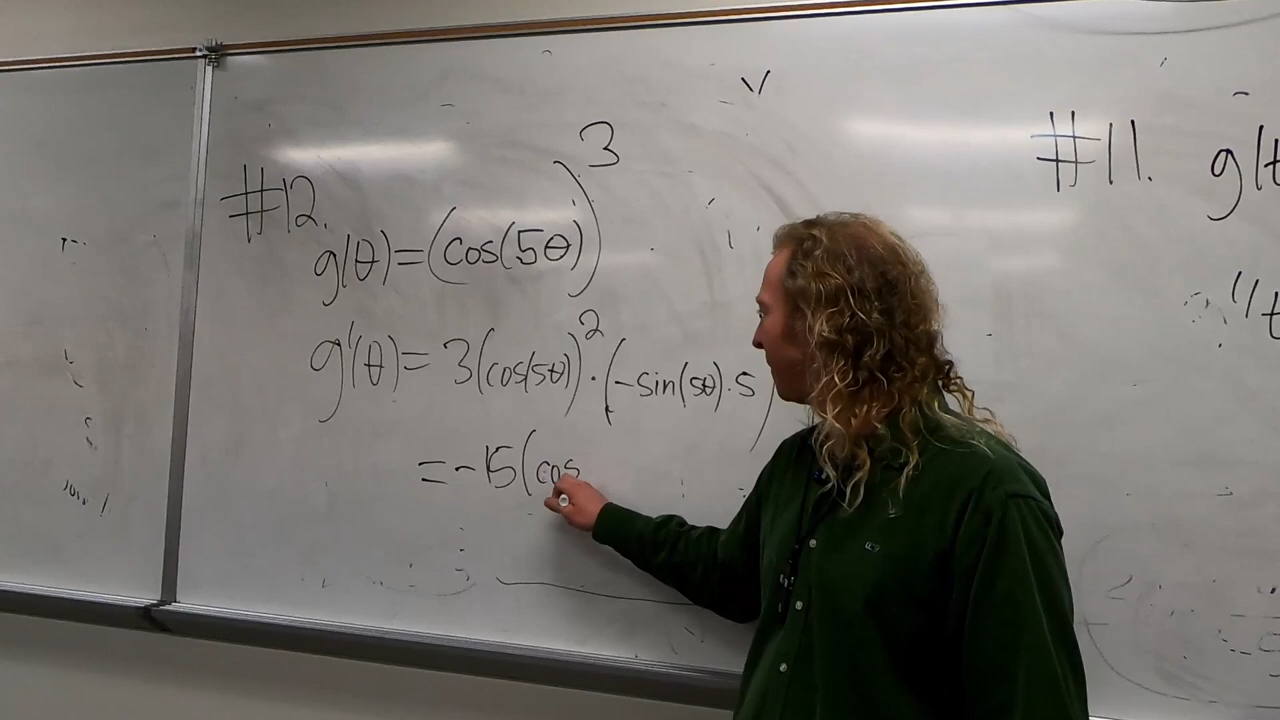 #12.
g(θ)=(cos(5θ))³
g'(θ)= 3(cos(5θ))²·(-sin(5θ)·5)
=-15(cos
#11. g(t
g'(t